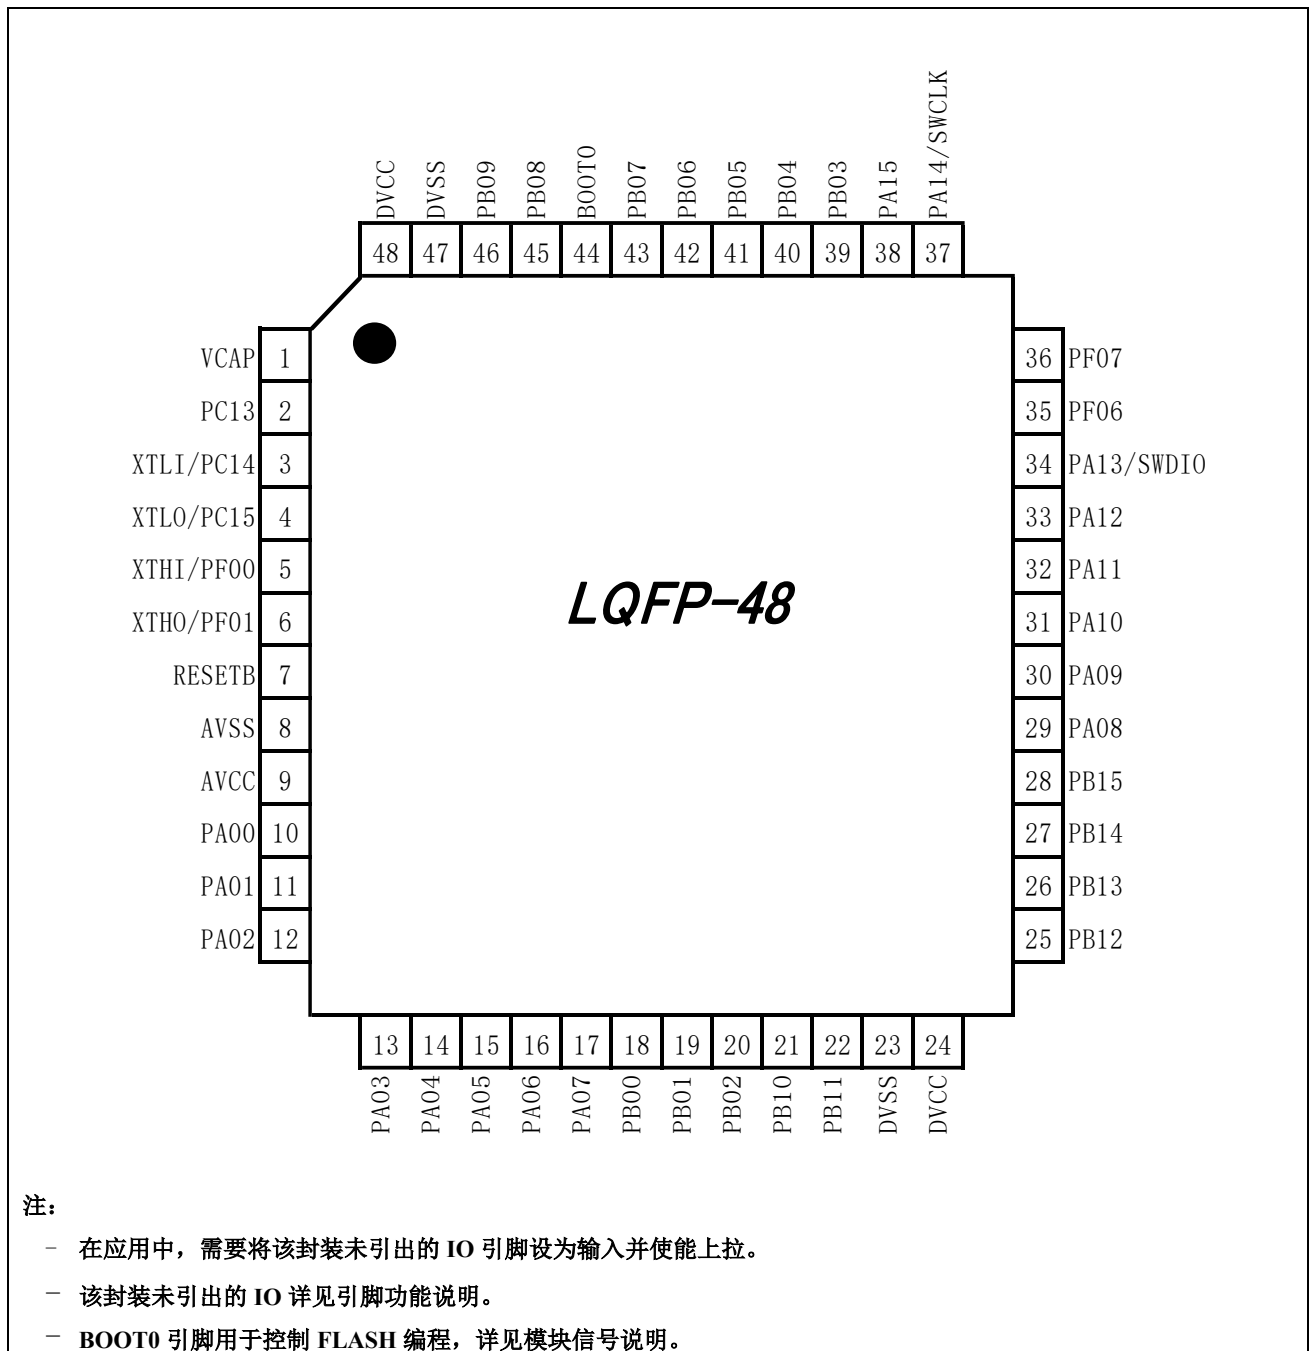 DVCC DVSS PB09 PB08 BOOT0 PB07 PB06 PB05 PB04 PB03 PA15 PA14/SWCLK
48 47 46 45 44 43 42 41 40 39 38 37
VCAP 1
PC13 2
XTLI/PC14 3
XTLO/PC15 4
XTHI/PF00 5
XTHO/PF01 6
RESETB 7
AVSS 8
AVCC 9
PA00 10
PA01 11
PA02 12
LQFP-48
36 PF07
35 PF06
34 PA13/SWDIO
33 PA12
32 PA11
31 PA10
30 PA09
29 PA08
28 PB15
27 PB14
26 PB13
25 PB12
13 14 15 16 17 18 19 20 21 22 23 24
PA03 PA04 PA05 PA06 PA07 PB00 PB01 PB02 PB10 PB11 DVSS DVCC
注：
－ 在应用中，需要将该封装未引出的 IO 引脚设为输入并使能上拉。
－ 该封装未引出的 IO 详见引脚功能说明。
－ BOOT0 引脚用于控制 FLASH 编程，详见模块信号说明。